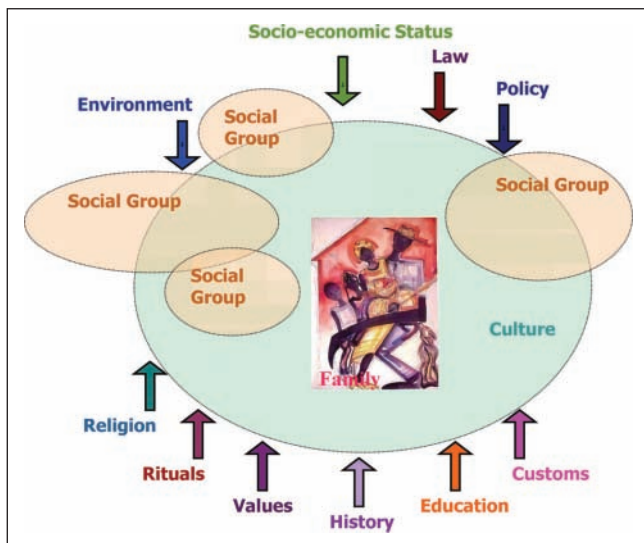 Socio-economic Status
Law
Environment
Policy
Social
Group
Social Group
Social Group
Social
Group
Culture
Family
Religion
Rituals
Customs
Values
Education
History